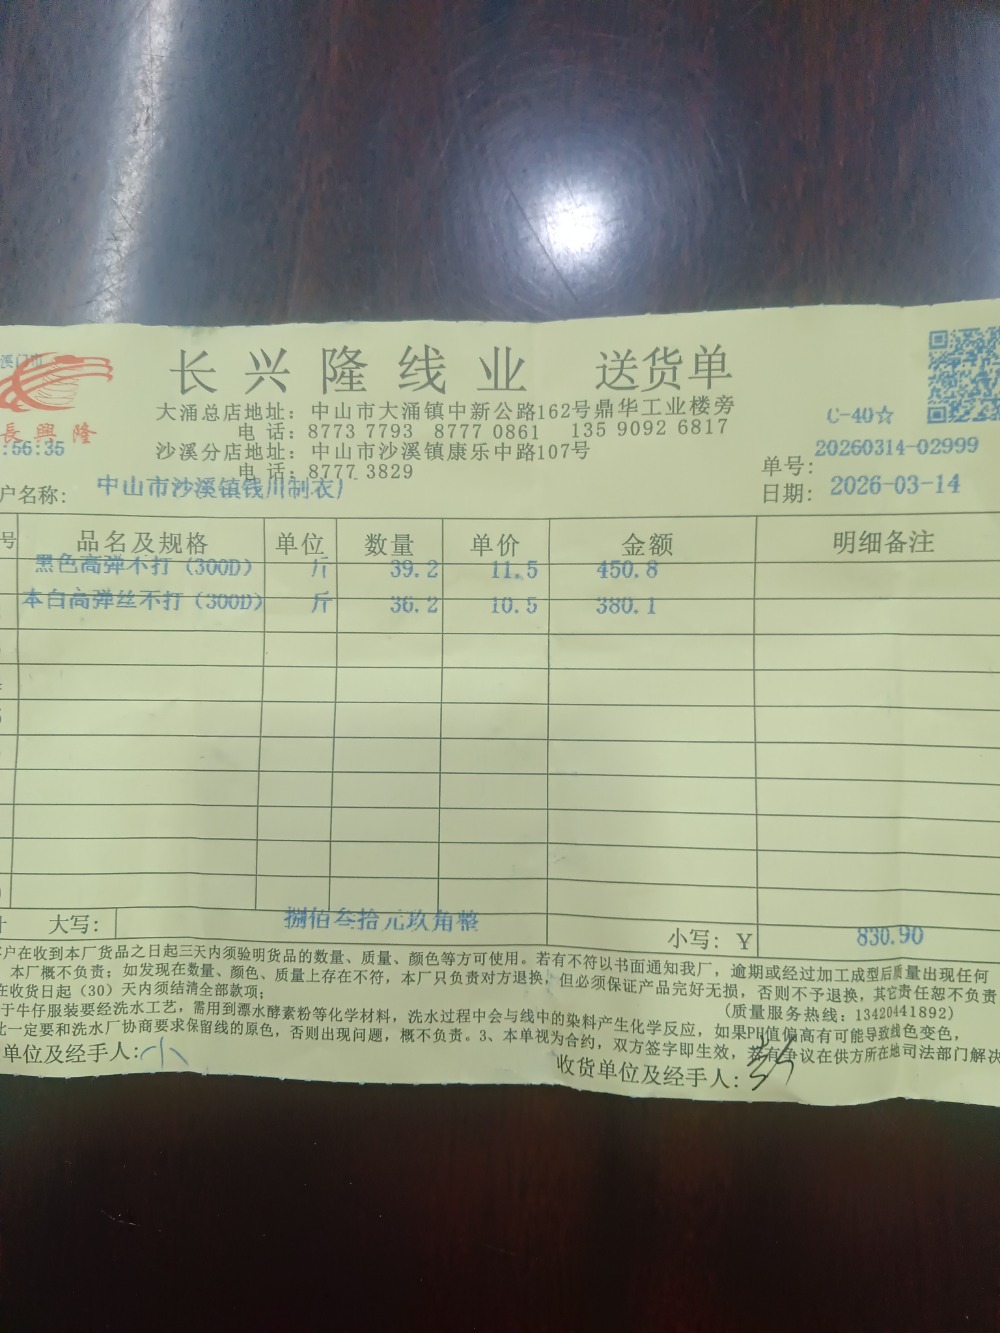 溪门市
長興隆
:56:35
长兴隆线业 送货单
大涌总店地址：中山市大涌镇中新公路162号鼎华工业楼旁
电 话：8773 7793 8777 0861 135 9092 6817
沙溪分店地址：中山市沙溪镇康乐中路107号
电 话：8777 3829
C-40☆
单号：20260314-02999
日期：2026-03-14
户名称：中山市沙溪镇钱川制衣厂
号 品名及规格 单位 数量 单价 金额 明细备注
黑色高弹不打（300D） 斤 39.2 11.5 450.8
本白高弹丝不打（300D） 斤 36.2 10.5 380.1
大写：捌佰叁拾元玖角整 小写：Y 830.90
客户在收到本厂货品之日起三天内须验明货品的数量、质量、颜色等方可使用。若有不符以书面通知我厂，逾期或经过加工成型后质量出现任何
本厂概不负责；如发现在数量、颜色、质量上存在不符，本厂只负责对方退换，但必须保证产品完好无损，否则不予退换，其它责任恕不负责
在收货日起（30）天内须结清全部款项； (质量服务热线：13420441892)
于牛仔服装要经洗水工艺，需用到漂水酵素粉等化学材料，洗水过程中会与线中的染料产生化学反应，如果PH值偏高有可能导致线色变色，
此一定要和洗水厂协商要求保留线的原色，否则出现问题，概不负责。3、本单视为合约，双方签字即生效，若有争议在供方所在地司法部门解决
单位及经手人：小
收货单位及经手人：彭